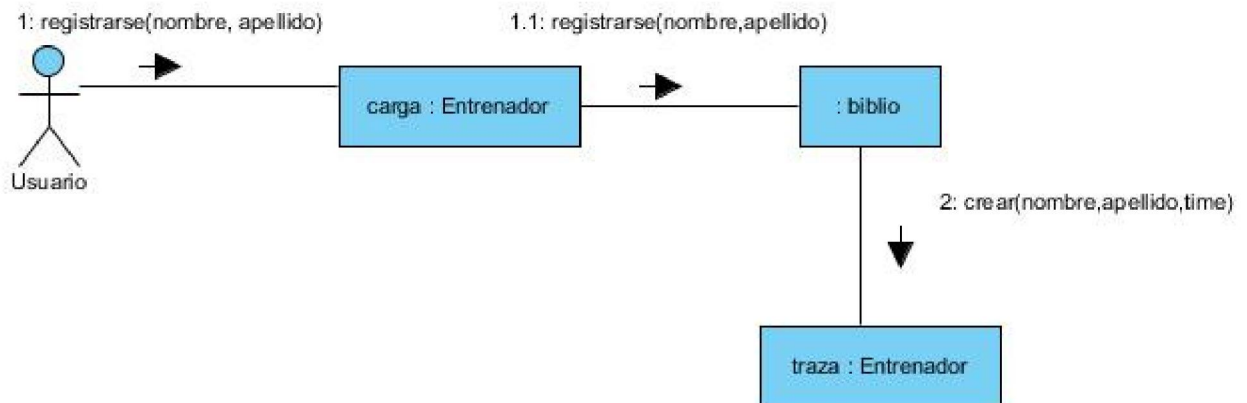 1: registrarse(nombre, apellido)
1.1: registrarse(nombre,apellido)
carga : Entrenador
: biblio
Usuario
2: crear(nombre,apellido,time)
traza : Entrenador